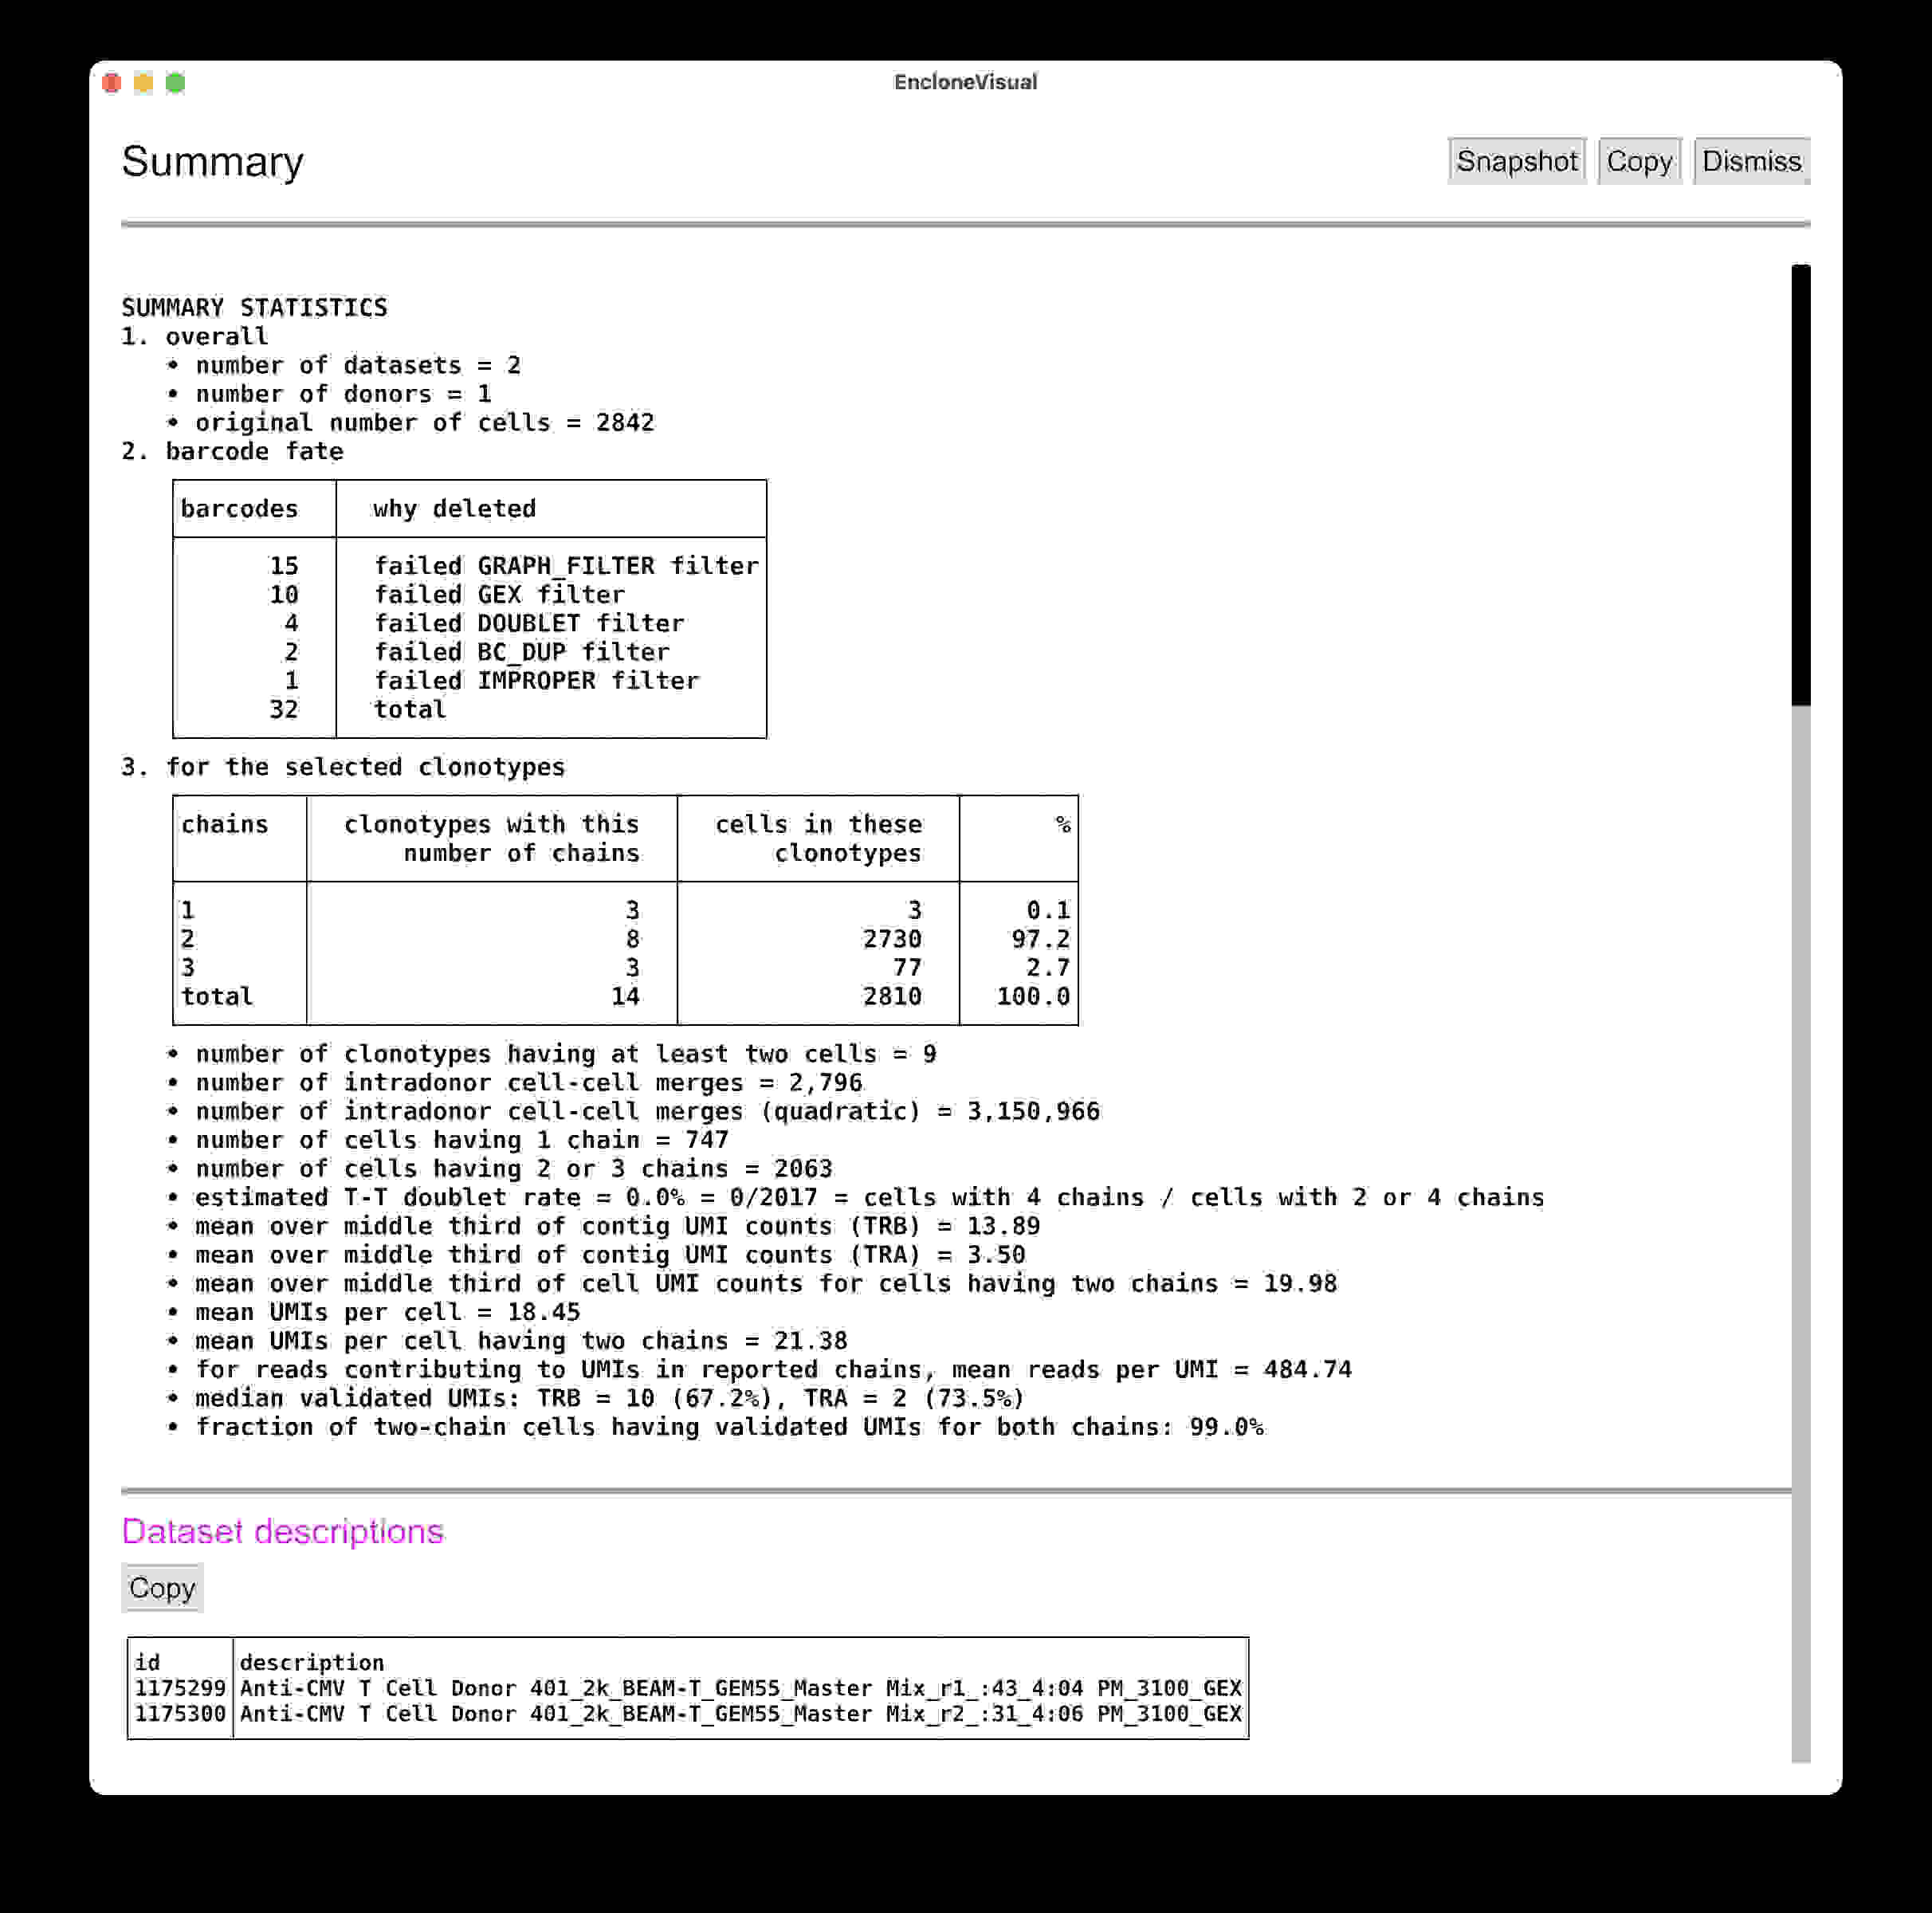 EncloneVisual
Summary
Snapshot Copy Dismiss
SUMMARY STATISTICS
1. overall
• number of datasets = 2
• number of donors = 1
• original number of cells = 2842
2. barcode fate
barcodes why deleted
15 failed GRAPH_FILTER filter
10 failed GEX filter
4 failed DOUBLET filter
2 failed BC_DUP filter
1 failed IMPROPER filter
32 total
3. for the selected clonotypes
chains clonotypes with this cells in these %
number of chains clonotypes
1 3 3 0.1
2 8 2730 97.2
3 3 77 2.7
total 14 2810 100.0
• number of clonotypes having at least two cells = 9
• number of intradonor cell-cell merges = 2,796
• number of intradonor cell-cell merges (quadratic) = 3,150,966
• number of cells having 1 chain = 747
• number of cells having 2 or 3 chains = 2063
• estimated T-T doublet rate = 0.0% = 0/2017 = cells with 4 chains / cells with 2 or 4 chains
• mean over middle third of contig UMI counts (TRB) = 13.89
• mean over middle third of contig UMI counts (TRA) = 3.50
• mean over middle third of cell UMI counts for cells having two chains = 19.98
• mean UMIs per cell = 18.45
• mean UMIs per cell having two chains = 21.38
• for reads contributing to UMIs in reported chains, mean reads per UMI = 484.74
• median validated UMIs: TRB = 10 (67.2%), TRA = 2 (73.5%)
• fraction of two-chain cells having validated UMIs for both chains: 99.0%
Dataset descriptions
Copy
id description
1175299 Anti-CMV T Cell Donor 401_2k_BEAM-T_GEM55_Master Mix_r1_:43_4:04 PM_3100_GEX
1175300 Anti-CMV T Cell Donor 401_2k_BEAM-T_GEM55_Master Mix_r2_:31_4:06 PM_3100_GEX